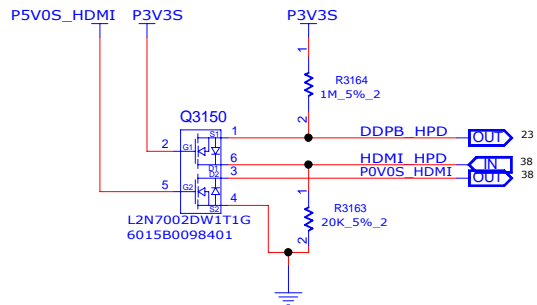 P5V0S_HDMI P3V3S P3V3S
1
R3164
1M_5%_2
2
Q3150
S1
1 DDPB_HPD OUT 23
2 G1
6 HDMI_HPD IN 38
D1
D2
3 P0V0S_HDMI OUT 38
5 G2
S2
4
1
R3163
20K_5%_2
2
L2N7002DW1T1G
6015B0098401